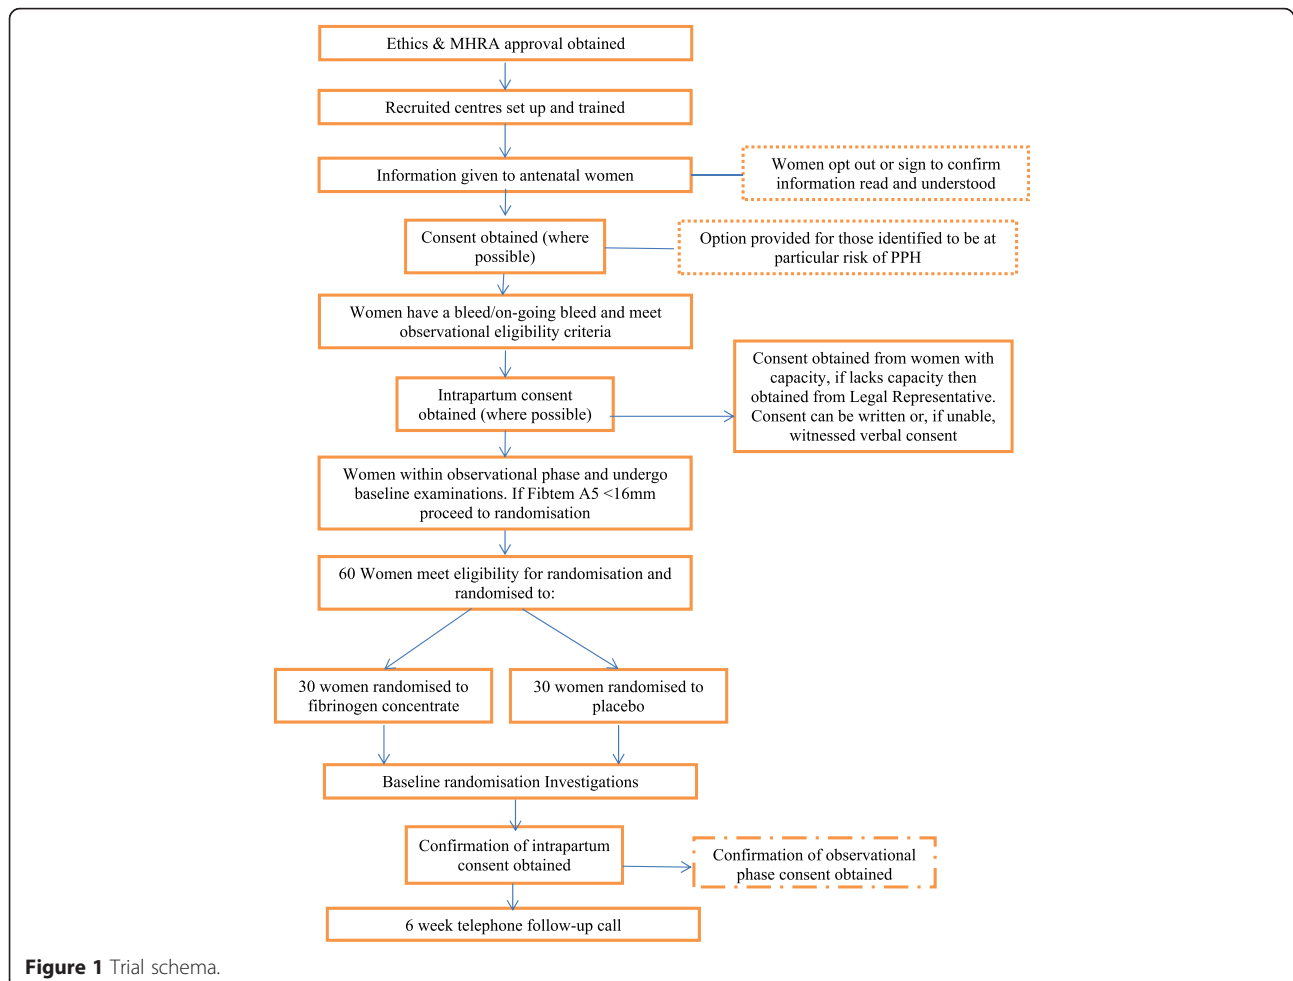 Ethics & MHRA approval obtained
Recruited centres set up and trained
Information given to antenatal women
Women opt out or sign to confirm
information read and understood
Consent obtained (where
possible)
Option provided for those identified to be at
particular risk of PPH
Women have a bleed/on-going bleed and meet
observational eligibility criteria
Intrapartum consent
obtained (where possible)
Consent obtained from women with
capacity, if lacks capacity then
obtained from Legal Representative.
Consent can be written or, if unable,
witnessed verbal consent
Women within observational phase and undergo
baseline examinations. If Fibtem A5 <16mm
proceed to randomisation
60 Women meet eligibility for randomisation and
randomised to:
30 women randomised to
fibrinogen concentrate
30 women randomised to
placebo
Baseline randomisation Investigations
Confirmation of intrapartum
consent obtained
Confirmation of observational
phase consent obtained
6 week telephone follow-up call
Figure 1 Trial schema.